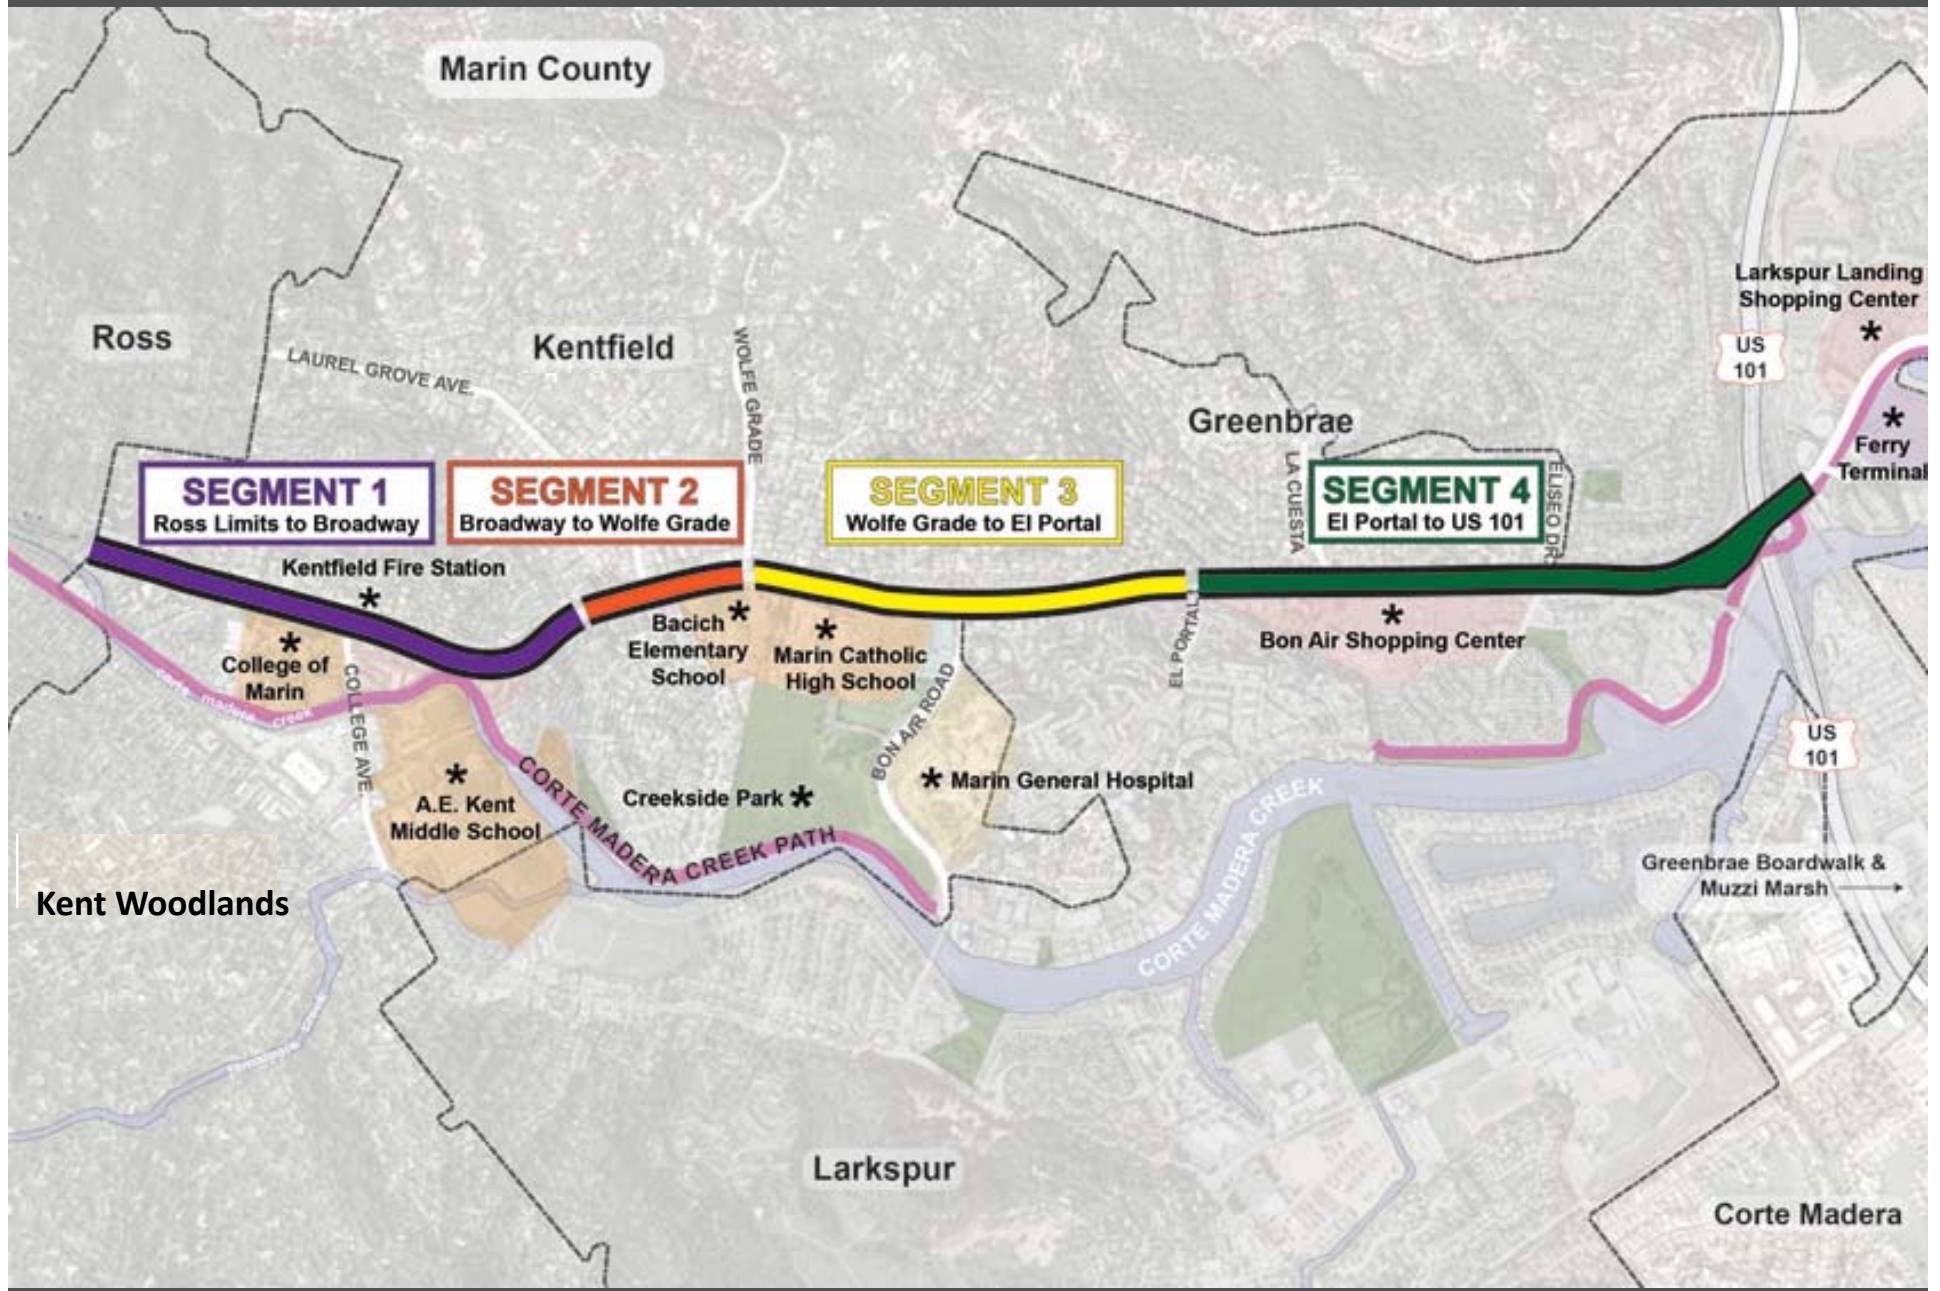 Marin County
Larkspur Landing
Shopping Center
*
US
101
Ross
Kentfield
LAUREL GROVE AVE.
WOLFE GRADE
Greenbrae
*
Ferry
Terminal
LA CUESTA
ELISEO DR.
SEGMENT 1
Ross Limits to Broadway
SEGMENT 2
Broadway to Wolfe Grade
SEGMENT 3
Wolfe Grade to El Portal
SEGMENT 4
El Portal to US 101
Kentfield Fire Station
*
*
College of
Marin
*
Bacich
Elementary
School
*
Marin Catholic
High School
EL PORTAL
*
Bon Air Shopping Center
corte madera creek
COLLEGE AVE.
BON AIR ROAD
US
101
*
A.E. Kent
Middle School
CORTE MADERA CREEK PATH
Creekside Park *
* Marin General Hospital
CORTE MADERA CREEK
Greenbrae Boardwalk &
Muzzi Marsh
Kent Woodlands
Larkspur
Corte Madera